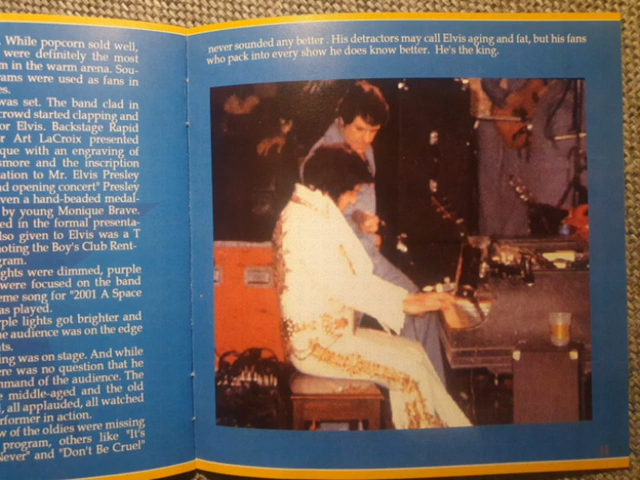 . While popcorn sold well,
were definitely the most
m in the warm arena. Sou-
rams were used as fans in
es.
was set. The band clad in
crowd started clapping and
or Elvis. Backstage Rapid
r Art LaCroix presented
que with an engraving of
smore and the inscription
ation to Mr. Elvis Presley
nd opening concert" Presley
ven a hand-beaded medal-
by young Monique Brave.
ed in the formal presenta-
lso given to Elvis was a T
noting the Boy's Club Rent-
gram.
ghts were dimmed, purple
were focused on the band
eme song for "2001 A Space
as played.
rple lights got brighter and
he audience was on the edge
ts.
ing was on stage. And while
ere was no question that he
mmand of the audience. The
e middle-aged and the old
l, all applauded, all watched
erformer in action.
w of the oldies were missing
program, others like "It's
Never" and "Don't Be Cruel"
never sounded any better . His detractors may call Elvis aging and fat, but his fans
who pack into every show he does know better. He's the king.